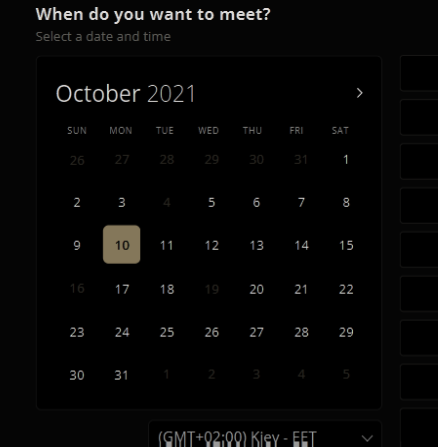 When do you want to meet?
Select a date and time
October 2021 >
SUN MON TUE WED THU FRI SAT
26 27 28 29 30 31 1
2 3 4 5 6 7 8
9 10 11 12 13 14 15
16 17 18 19 20 21 22
23 24 25 26 27 28 29
30 31 1 2 3 4 5
(GMT+02:00) Kiev - EET